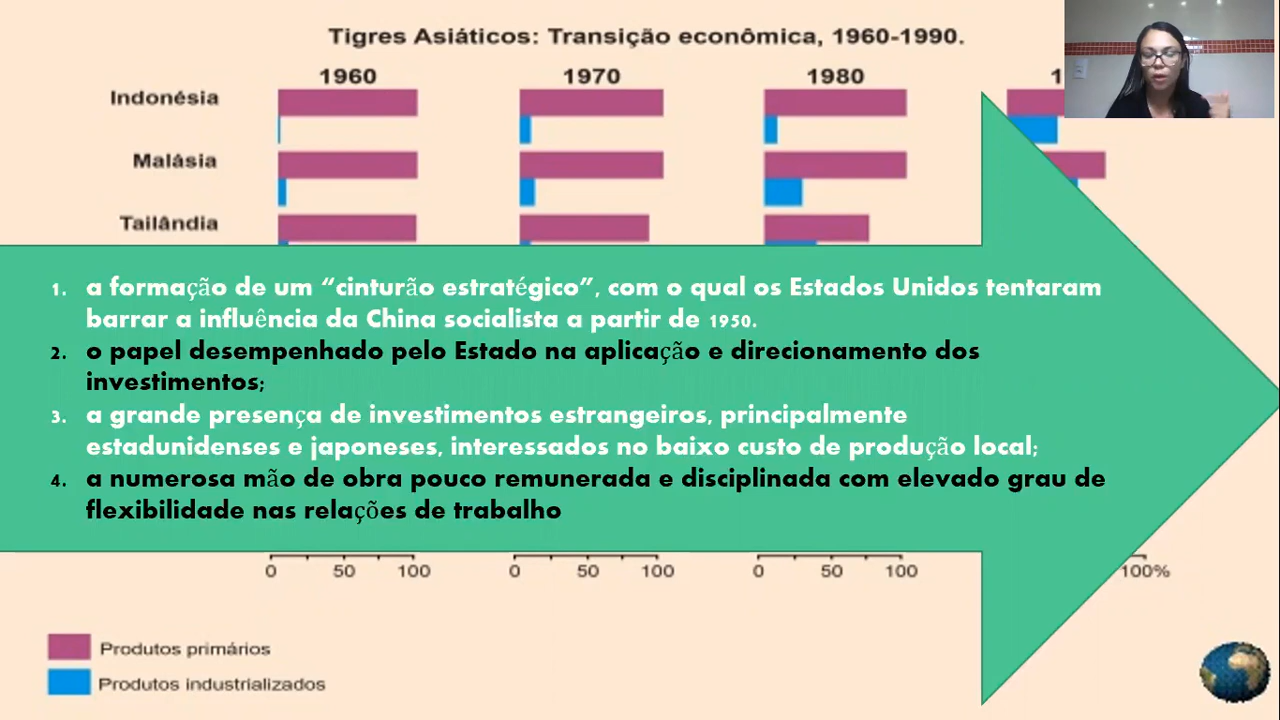 Tigres Asiáticos: Transição econômica, 1960-1990.
1960 1970 1980
Indonésia
Malásia
Tailândia
1. a formação de um “cinturão estratégico”, com o qual os Estados Unidos tentaram
barrar a influência da China socialista a partir de 1950.
2. o papel desempenhado pelo Estado na aplicação e direcionamento dos
investimentos;
3. a grande presença de investimentos estrangeiros, principalmente
estadunidenses e japoneses, interessados no baixo custo de produção local;
4. a numerosa mão de obra pouco remunerada e disciplinada com elevado grau de
flexibilidade nas relações de trabalho
0 50 100 0 50 100 0 50 100 100%
Produtos primários
Produtos industrializados